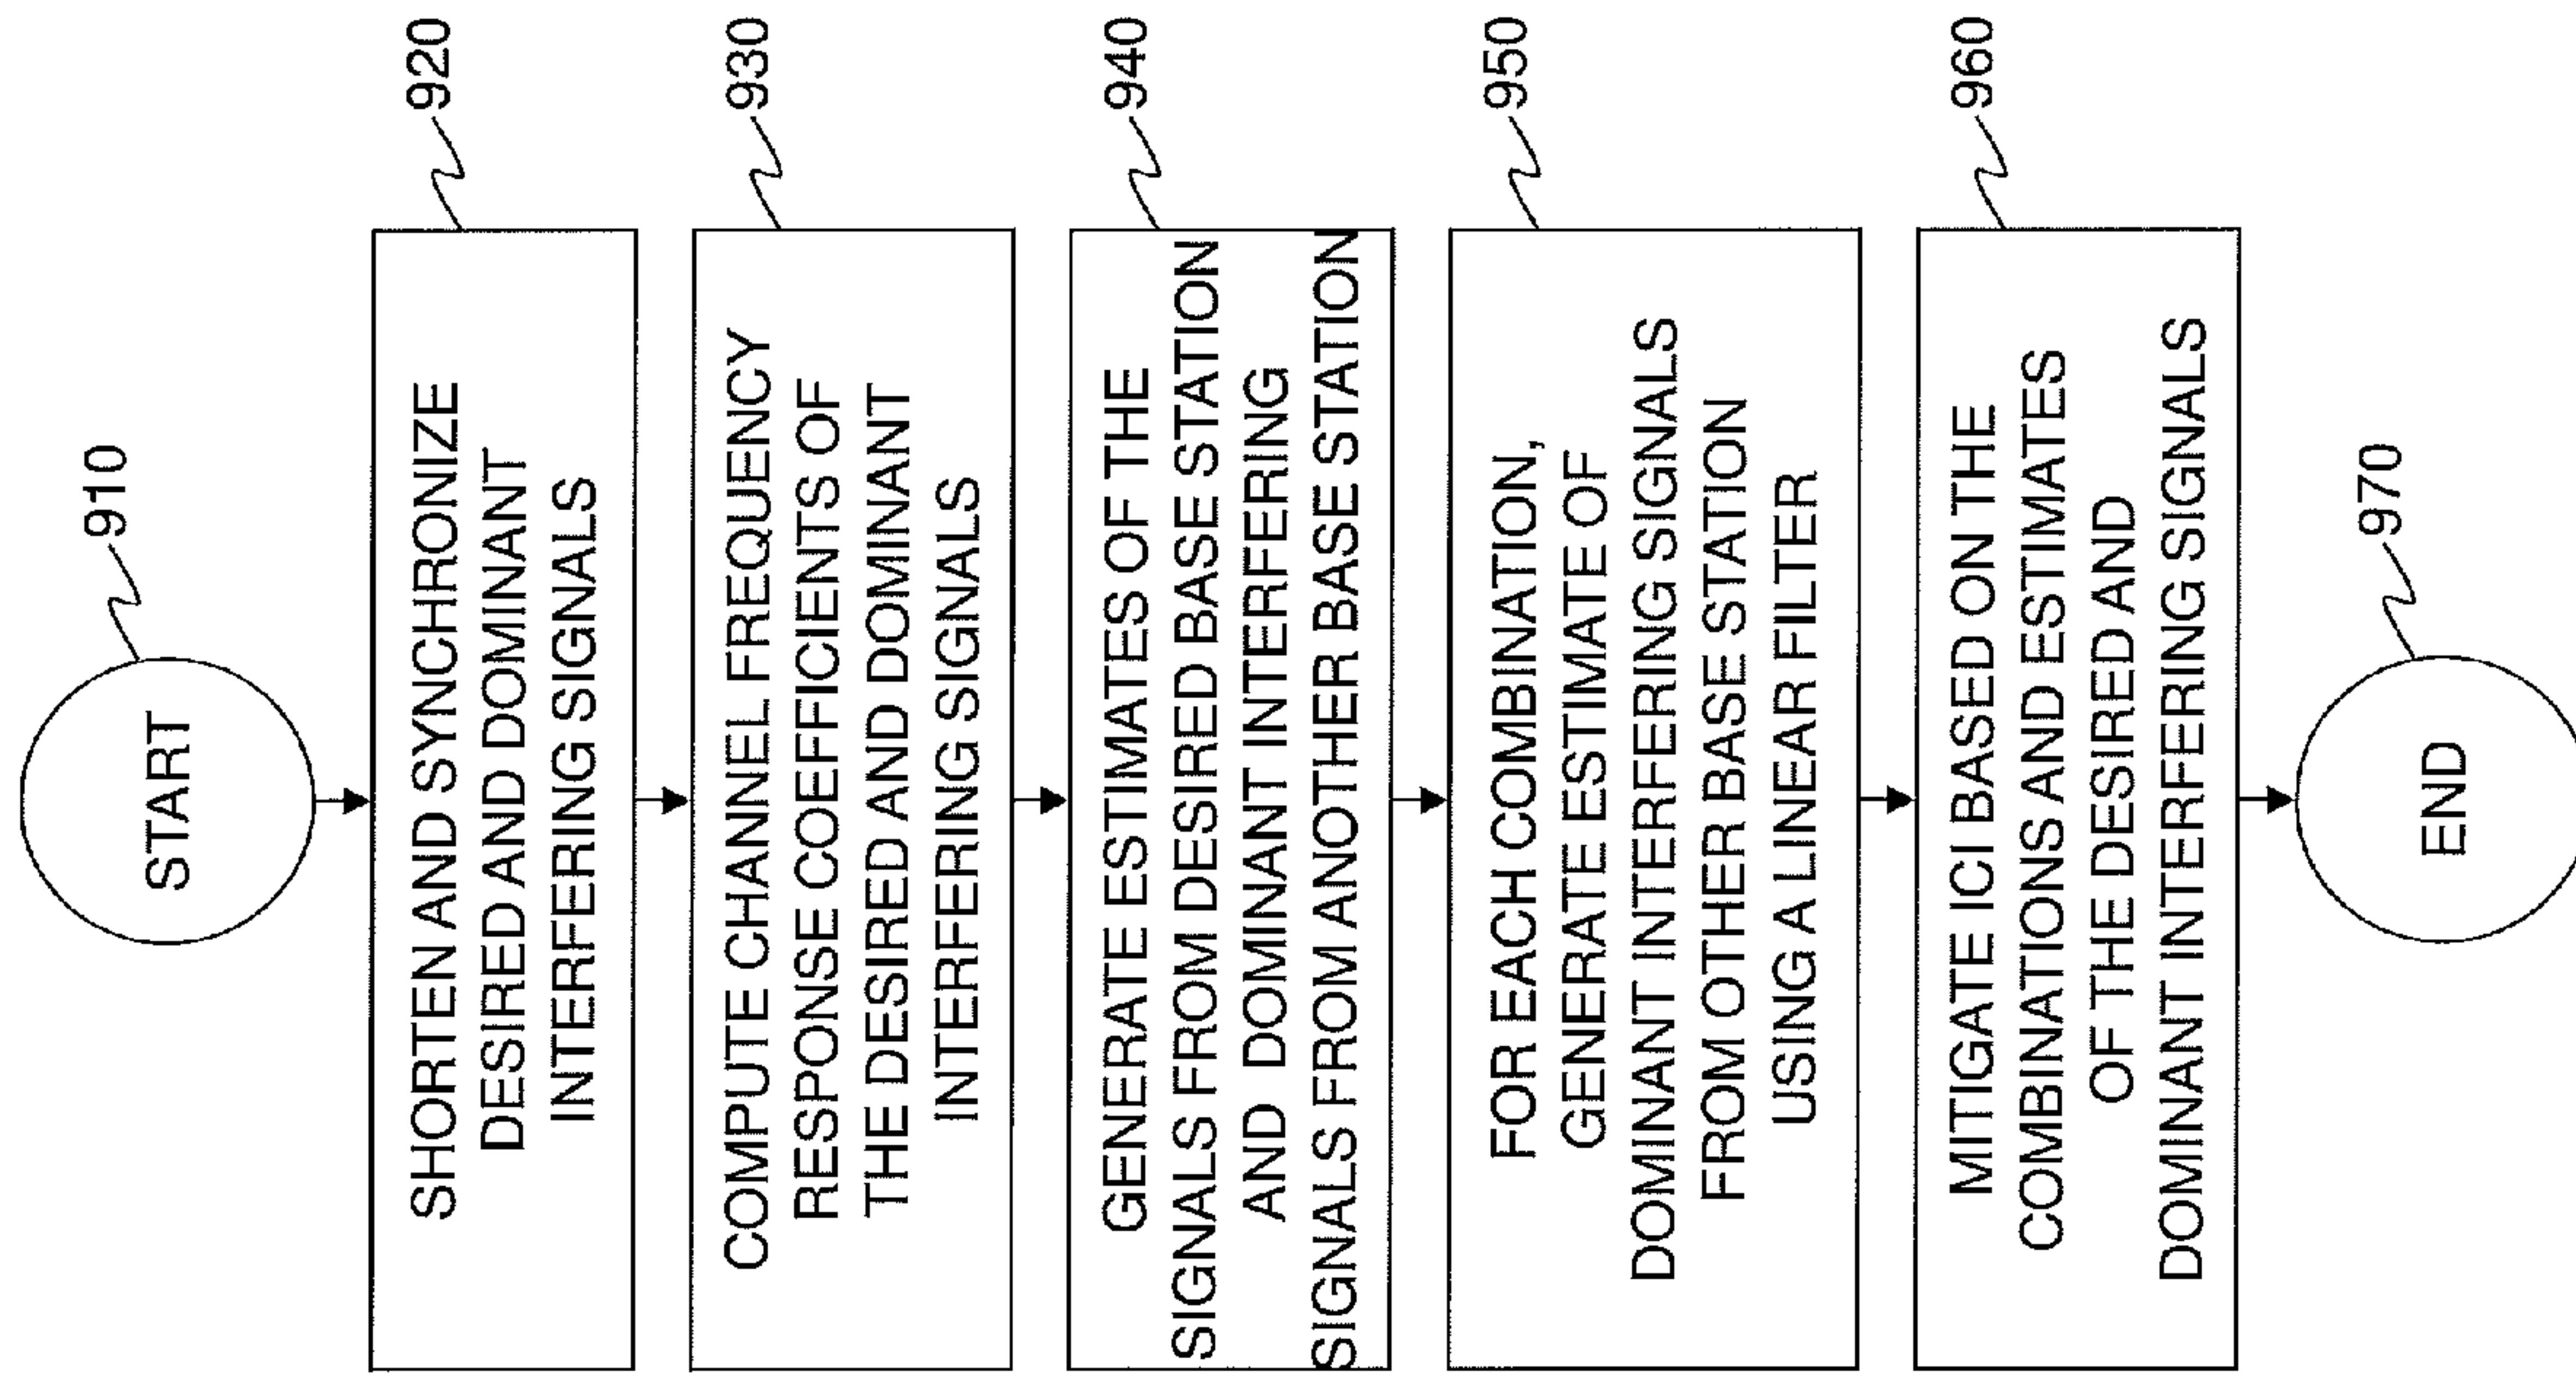 START
910
SHORTEN AND SYNCHRONIZE
DESIRED AND DOMINANT
INTERFERING SIGNALS
920
COMPUTE CHANNEL FREQUENCY
RESPONSE COEFFICIENTS OF
THE DESIRED AND DOMINANT
INTERFERING SIGNALS
930
GENERATE ESTIMATES OF THE
SIGNALS FROM DESIRED BASE STATION
AND DOMINANT INTERFERING
SIGNALS FROM ANOTHER BASE STATION
940
FOR EACH COMBINATION,
GENERATE ESTIMATE OF
DOMINANT INTERFERING SIGNALS
FROM OTHER BASE STATION
USING A LINEAR FILTER
950
MITIGATE ICI BASED ON THE
COMBINATIONS AND ESTIMATES
OF THE DESIRED AND
DOMINANT INTERFERING SIGNALS
960
END
970